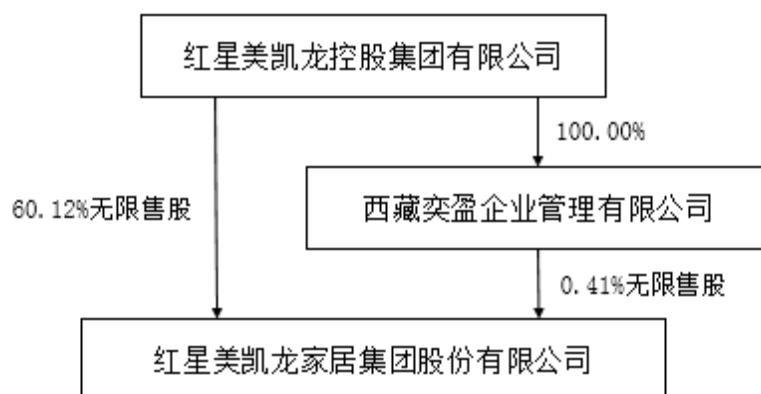 红星美凯龙控股集团有限公司
100.00%
60.12%无限售股
西藏奕盈企业管理有限公司
0.41%无限售股
红星美凯龙家居集团股份有限公司